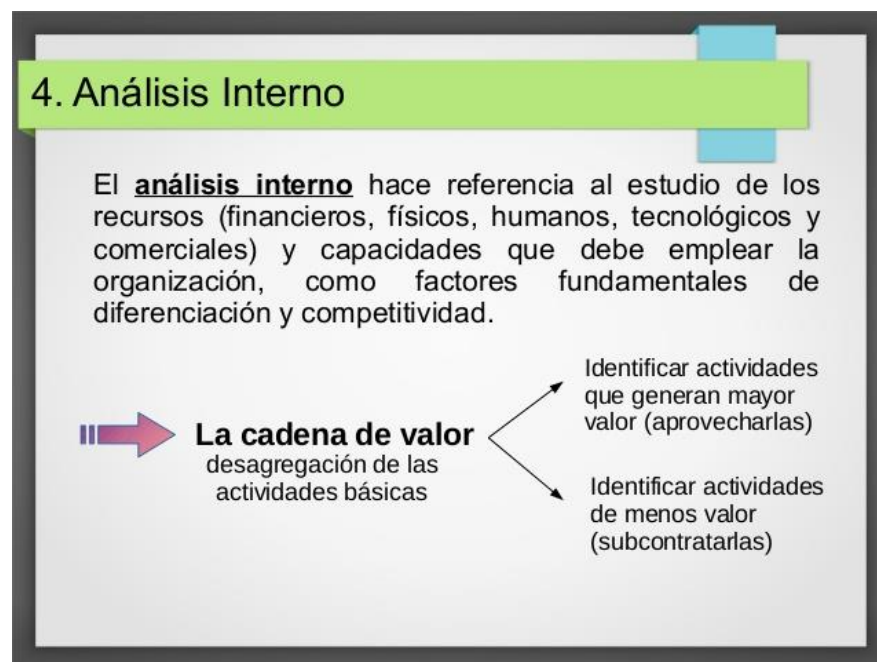 4. Análisis Interno
El análisis interno hace referencia al estudio de los
recursos (financieros, físicos, humanos, tecnológicos y
comerciales) y capacidades que debe emplear la
organización, como factores fundamentales de
diferenciación y competitividad.
La cadena de valor
desagregación de las
actividades básicas
Identificar actividades
que generan mayor
valor (aprovecharlas)
Identificar actividades
de menos valor
(subcontratarlas)